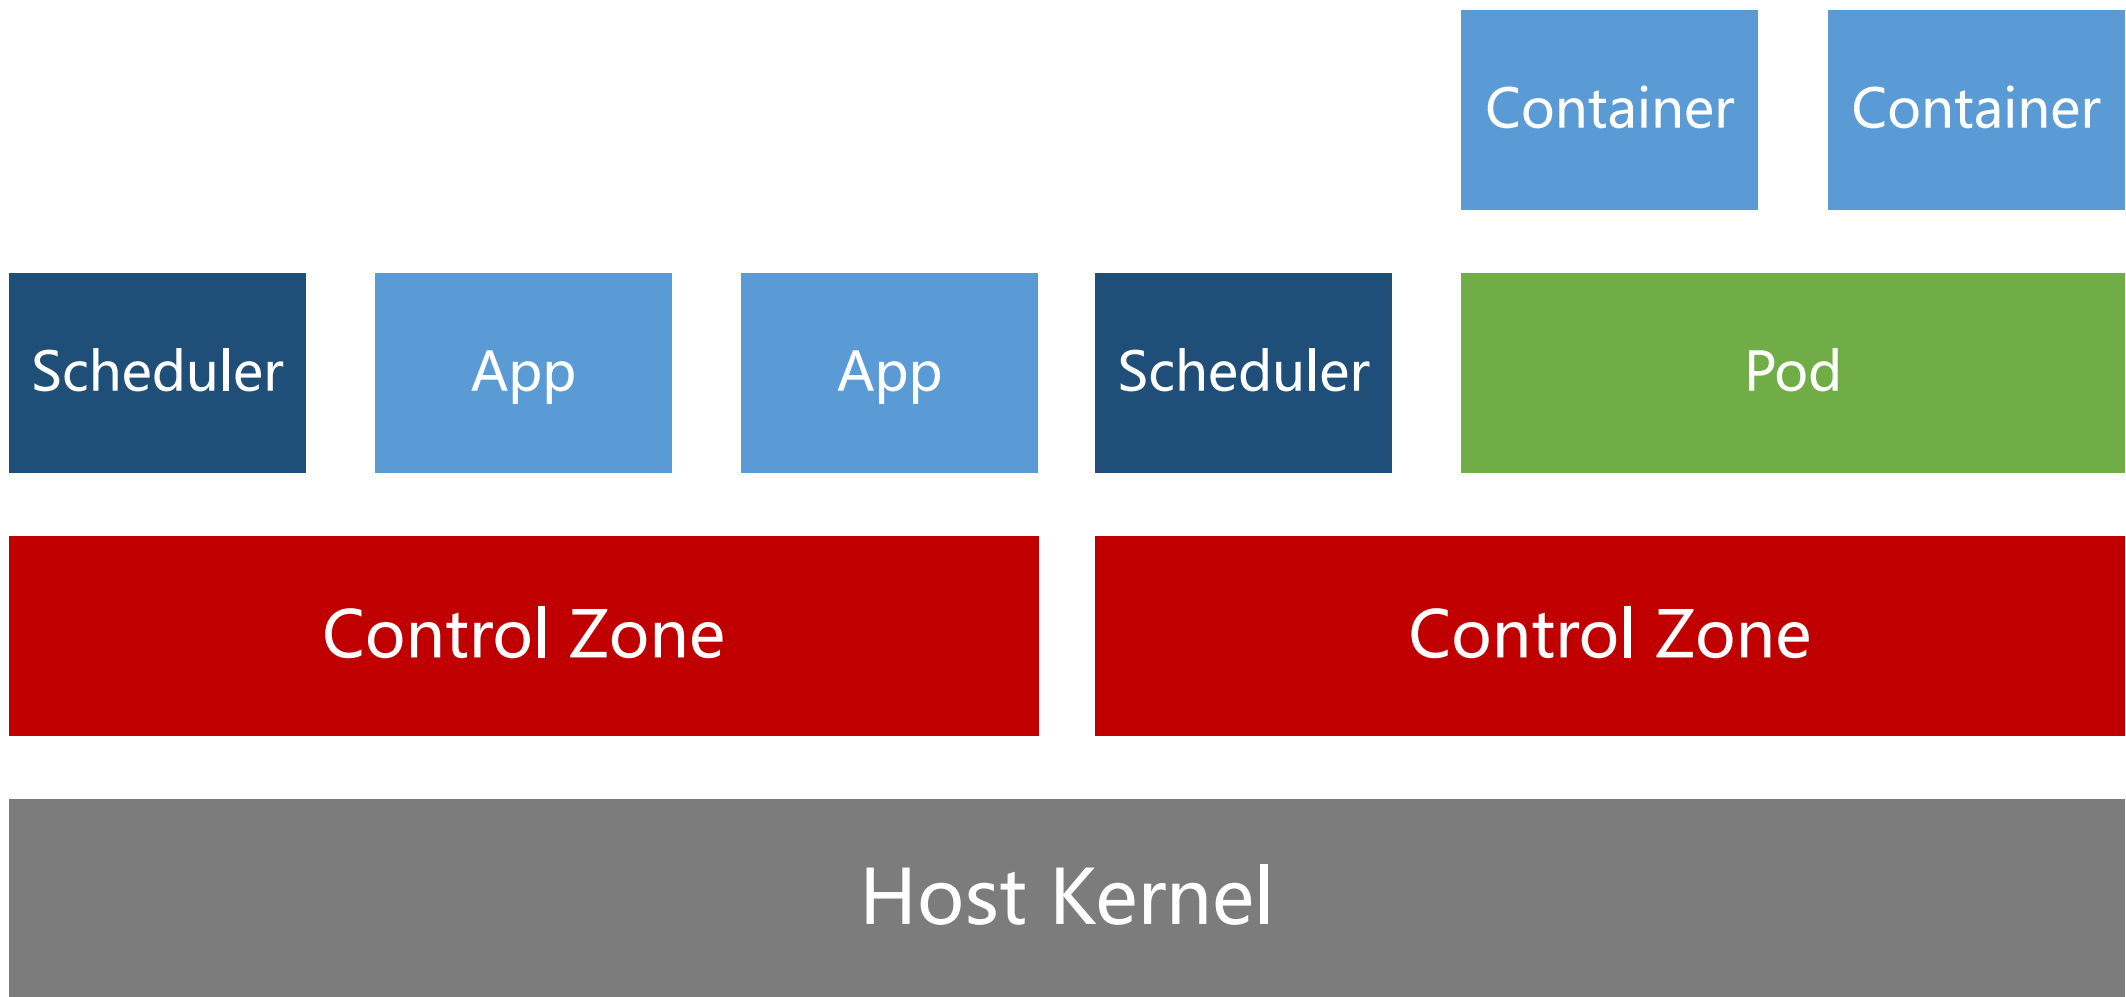 Container
Container
Scheduler
App
App
Scheduler
Pod
Control Zone
Control Zone
Host Kernel